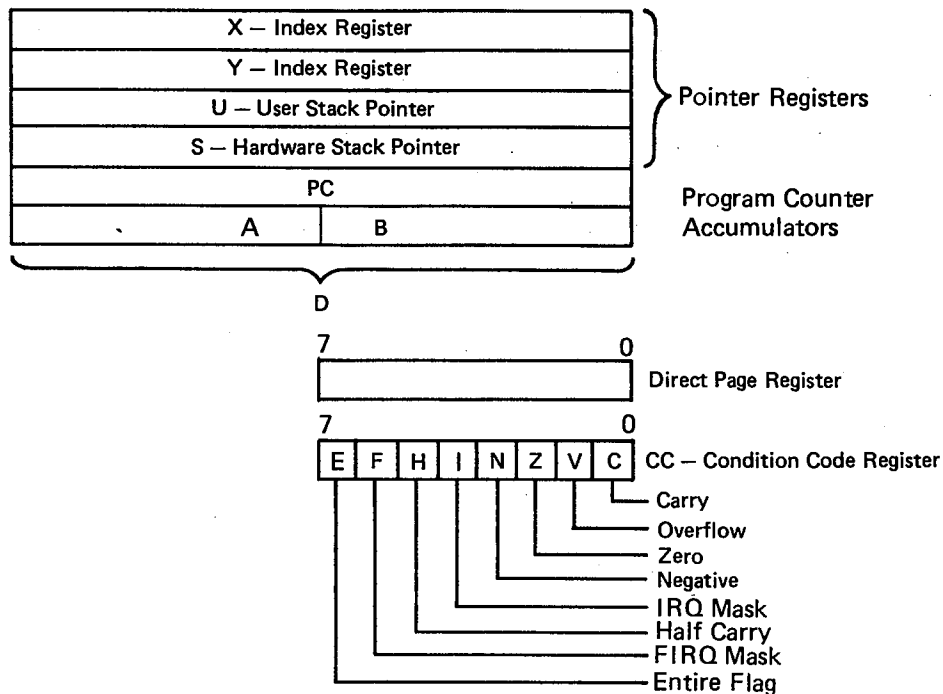 X – Index Register
Y – Index Register
U – User Stack Pointer
S – Hardware Stack Pointer
Pointer Registers
PC
Program Counter
A B
Accumulators
D
7 0
Direct Page Register
7 0
E F H I N Z V C
CC – Condition Code Register
Carry
Overflow
Zero
Negative
IRQ Mask
Half Carry
FIRQ Mask
Entire Flag